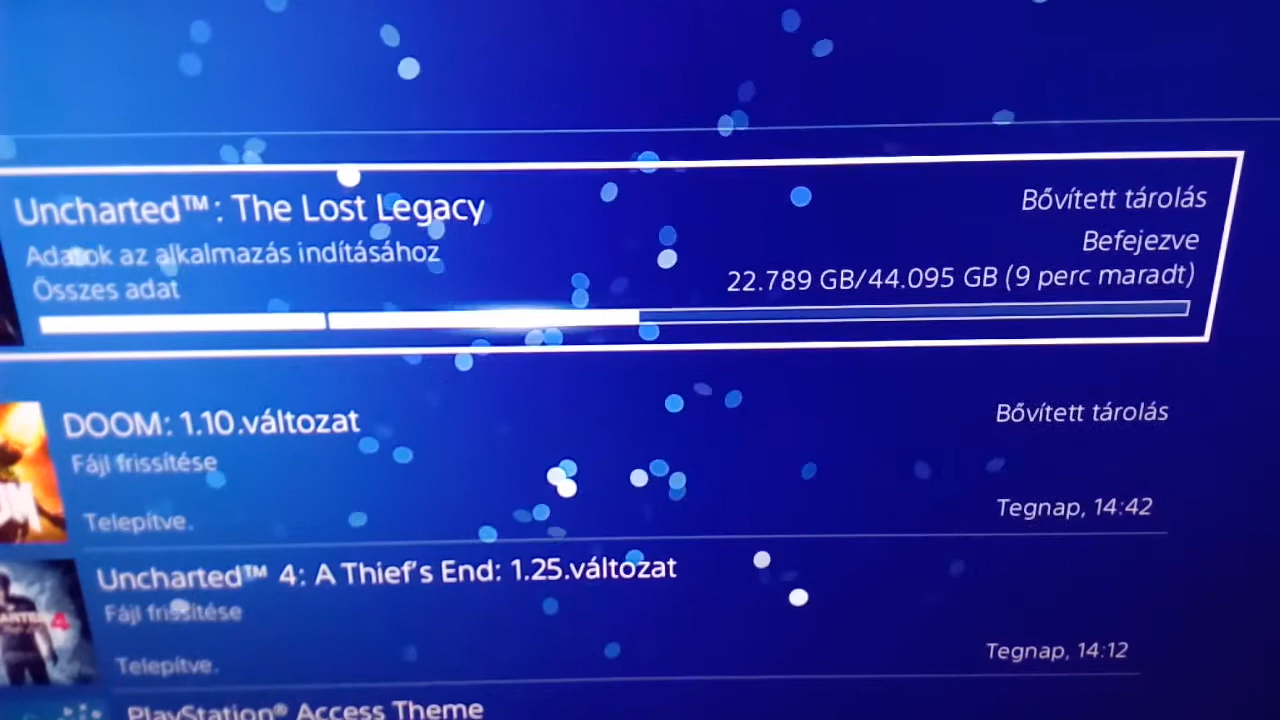 Uncharted™: The Lost Legacy
Bővített tárolás
Adatok az alkalmazás indításához
Befejezve
Összes adat
22.789 GB/44.095 GB (9 perc maradt)
DOOM: 1.10.változat
Bővített tárolás
Fájl frissítése
Telepítve.
Tegnap, 14:42
Uncharted™ 4: A Thief's End: 1.25.változat
Fájl frissítése
Telepítve.
Tegnap, 14:12
PlayStation® Access Theme